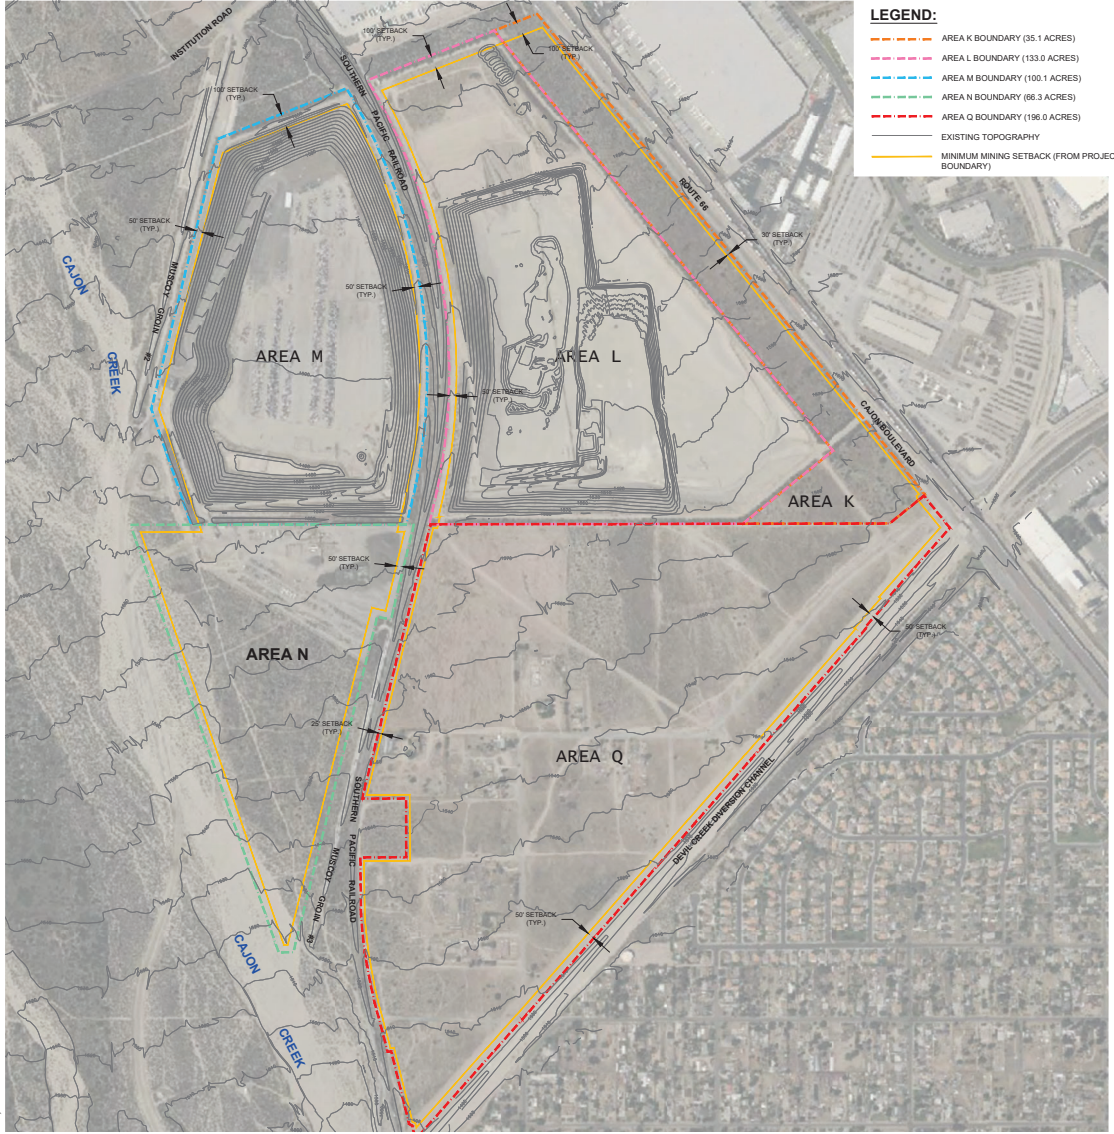 LEGEND:
AREA K BOUNDARY (35.1 ACRES)
AREA L BOUNDARY (133.0 ACRES)
AREA M BOUNDARY (100.1 ACRES)
AREA N BOUNDARY (66.3 ACRES)
AREA Q BOUNDARY (196.0 ACRES)
EXISTING TOPOGRAPHY
MINIMUM MINING SETBACK (FROM PROJEC
BOUNDARY)
INSTITUTION ROAD
100' SETBACK
(TYP.)
100' SETBACK
(TYP.)
SOUTHERN PACIFIC RAILROAD
100' SETBACK
(TYP.)
ROUTE 66
50' SETBACK
(TYP.)
30' SETBACK
(TYP.)
CAJON
CREEK
MUSCOY GROIN #2
50' SETBACK
(TYP.)
AREA M
AREA L
50' SETBACK
(TYP.)
CAJON BOULEVARD
AREA K
50' SETBACK
(TYP.)
50' SETBACK
(TYP.)
AREA N
25' SETBACK
(TYP.)
AREA Q
DEVIL CREEK DIVERSION CHANNEL
SOUTHERN PACIFIC RAILROAD
MUSCOY GROIN #3
50' SETBACK
(TYP.)
CAJON
CREEK